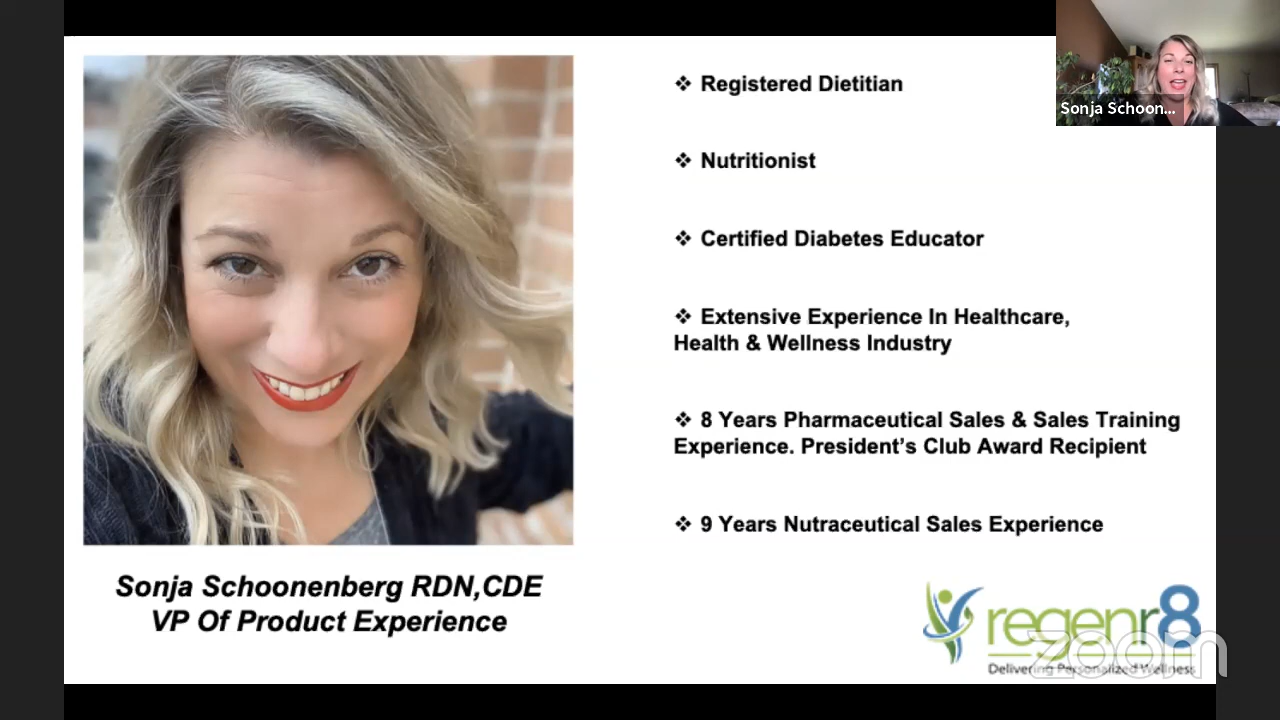 Sonja Schoon...
❖ Registered Dietitian
❖ Nutritionist
❖ Certified Diabetes Educator
❖ Extensive Experience In Healthcare,
Health & Wellness Industry
❖ 8 Years Pharmaceutical Sales & Sales Training
Experience. President’s Club Award Recipient
❖ 9 Years Nutraceutical Sales Experience
Sonja Schoonenberg RDN,CDE
VP Of Product Experience
regenr8
Delivering Personalized Wellness
zoom